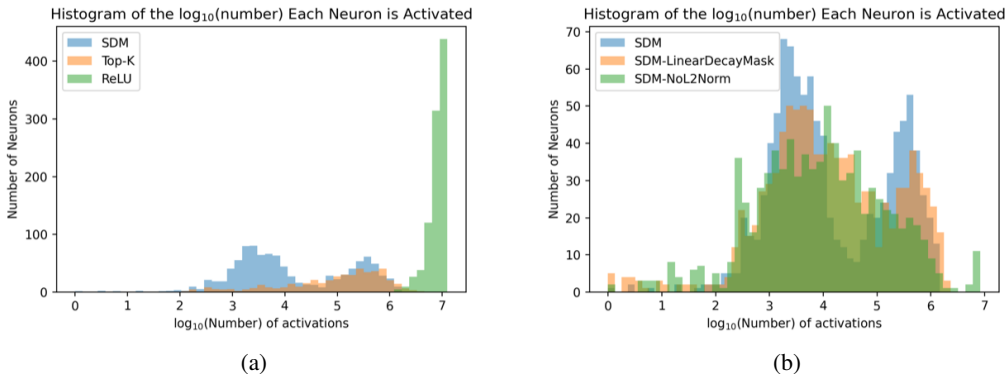 Histogram of the log₁₀(number) Each Neuron is Activated
SDM
Top-K
ReLU
Number of Neurons
400
300
200
100
0
0 1 2 3 4 5 6 7
log₁₀(Number) of activations
(a)
Histogram of the log₁₀(number) Each Neuron is Activated
SDM
SDM-LinearDecayMask
SDM-NoL2Norm
Number of Neurons
70
60
50
40
30
20
10
0
0 1 2 3 4 5 6 7
log₁₀(Number) of activations
(b)